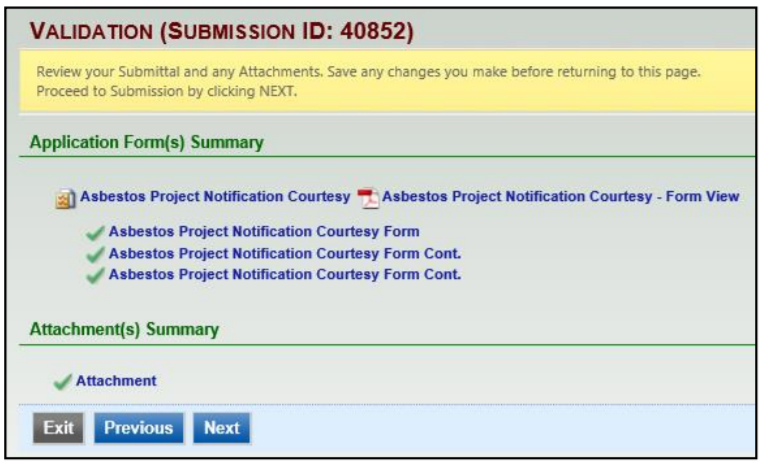 VALIDATION (SUBMISSION ID: 40852)
Review your Submittal and any Attachments. Save any changes you make before returning to this page.
Proceed to Submission by clicking NEXT.
Application Form(s) Summary
Asbestos Project Notification Courtesy Asbestos Project Notification Courtesy - Form View
Asbestos Project Notification Courtesy Form
Asbestos Project Notification Courtesy Form Cont.
Asbestos Project Notification Courtesy Form Cont.
Attachment(s) Summary
Attachment
Exit Previous Next